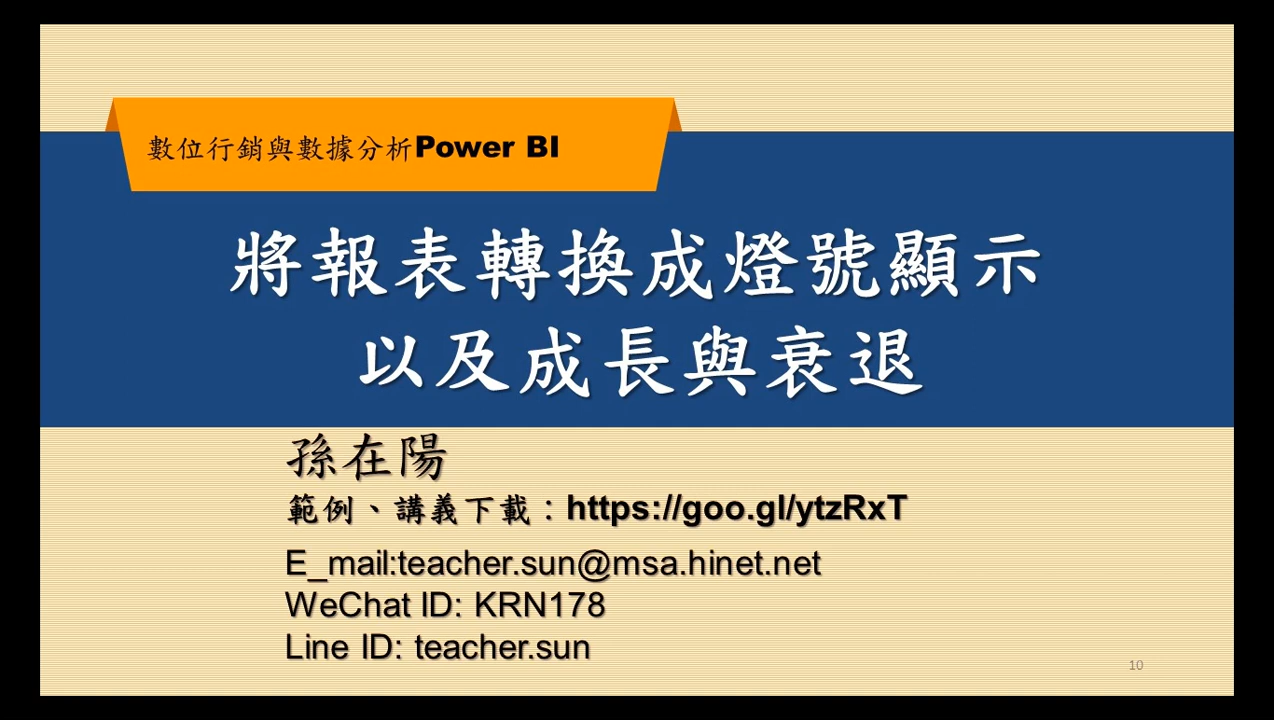 數位行銷與數據分析Power BI
將報表轉換成燈號顯示
以及成長與衰退
孫在陽
範例、講義下載：https://goo.gl/ytzRxT
E_mail:teacher.sun@msa.hinet.net
WeChat ID: KRN178
Line ID: teacher.sun
10